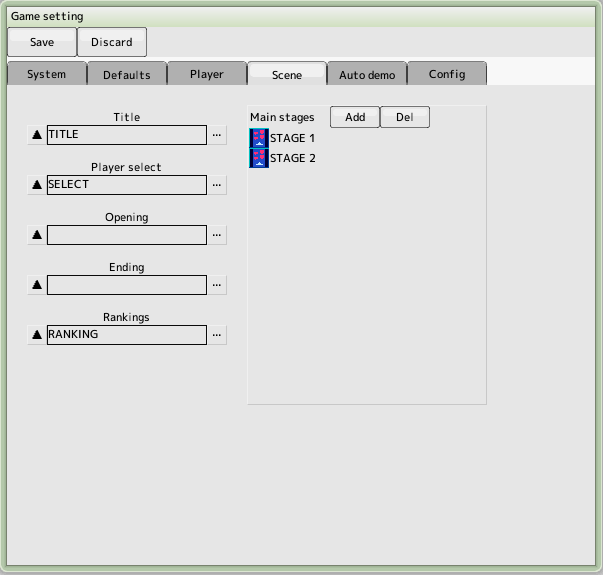 Game setting
Save Discard
System Defaults Player Scene Auto demo Config
Title
TITLE ...
Player select
SELECT ...
Opening
...
Ending
...
Rankings
RANKING ...
Main stages Add Del
STAGE 1
STAGE 2